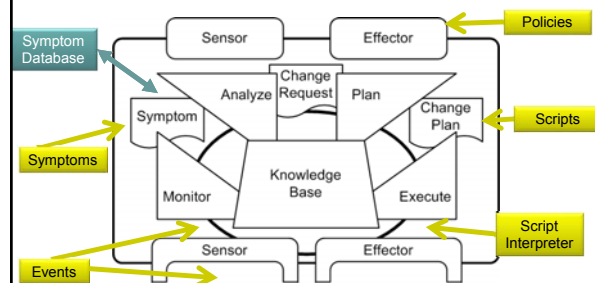 Policies
Sensor
Effector
Symptom
Database
Change
Request
Analyze
Plan
Symptom
Change
Plan
Scripts
Symptoms
Knowledge
Base
Monitor
Execute
Script
Interpreter
Sensor
Effector
Events